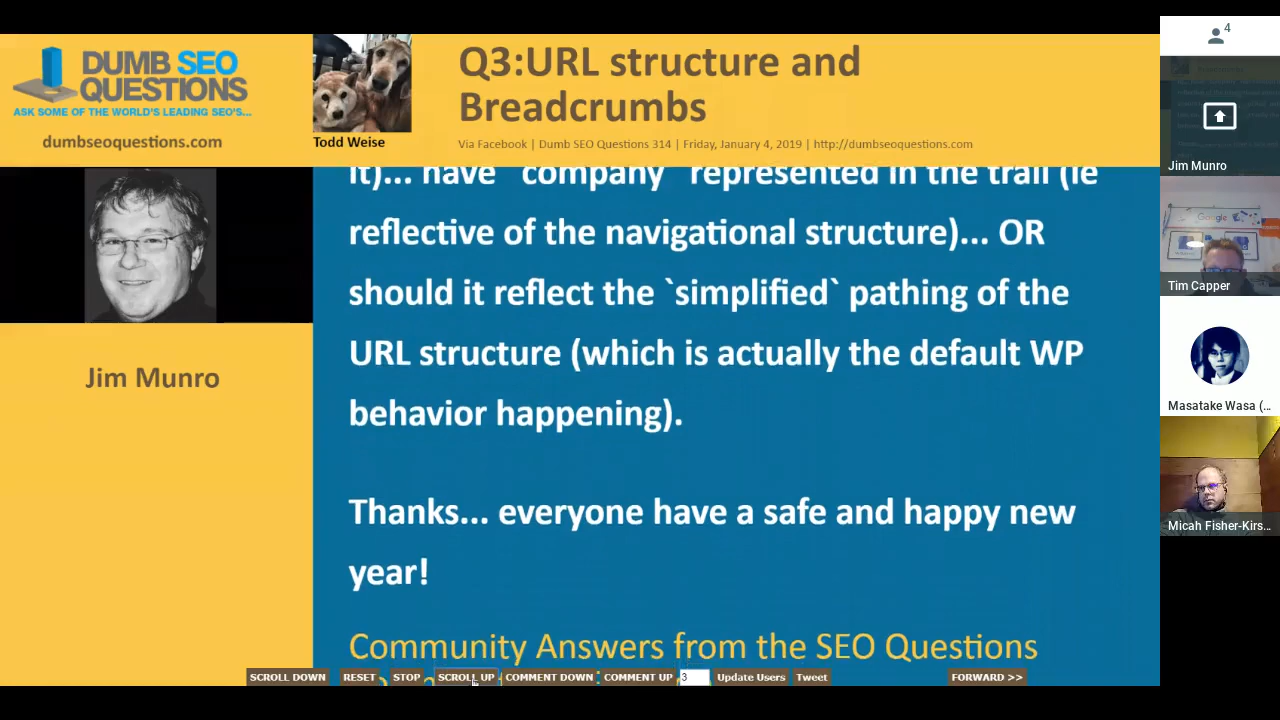 DUMB SEO
QUESTIONS
ASK SOME OF THE WORLD'S LEADING SEO'S...
dumbseoquestions.com
Todd Weise
Q3:URL structure and
Breadcrumbs
Via Facebook | Dumb SEO Questions 314 | Friday, January 4, 2019 | http://dumbseoquestions.com
Jim Munro
it)... have "company" represented in the trail (ie
reflective of the navigational structure)... OR
should it reflect the `simplified` pathing of the
URL structure (which is actually the default WP
behavior happening).
Thanks... everyone have a safe and happy new
year!
Community Answers from the SEO Questions
SCROLL DOWN RESET STOP SCROLL UP COMMENT DOWN COMMENT UP 3 Update Users Tweet FORWARD >>
4
Jim Munro
Google
Tim Capper
Masatake Wasa (...
Micah Fisher-Kirs...